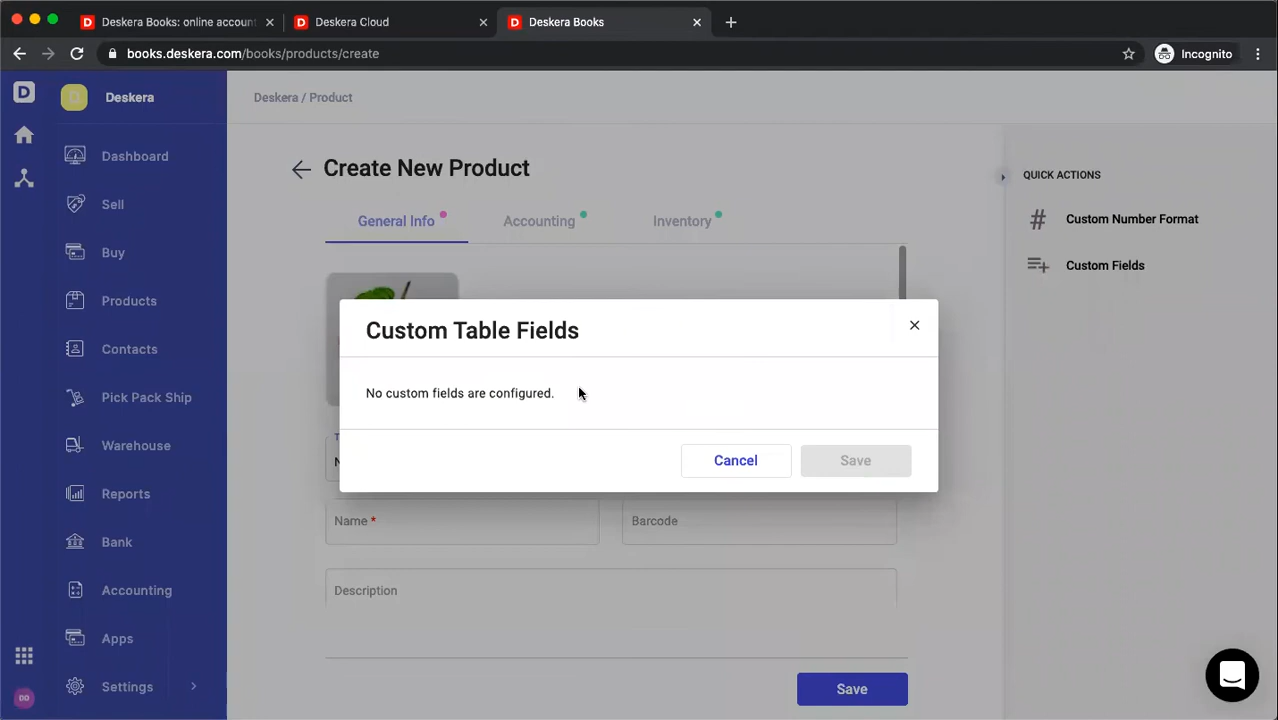 Deskera Books: online accoun
Deskera Cloud
Deskera Books
books.deskera.com/books/products/create
Incognito
D
D
Deskera
Deskera / Product
Dashboard
Sell
Buy
Products
Contacts
Pick Pack Ship
Warehouse
Reports
Bank
Accounting
Apps
Settings
DD
Create New Product
General Info
Accounting
Inventory
QUICK ACTIONS
# Custom Number Format
Custom Fields
Custom Table Fields
No custom fields are configured.
Cancel
Save
Name *
Barcode
Description
Save